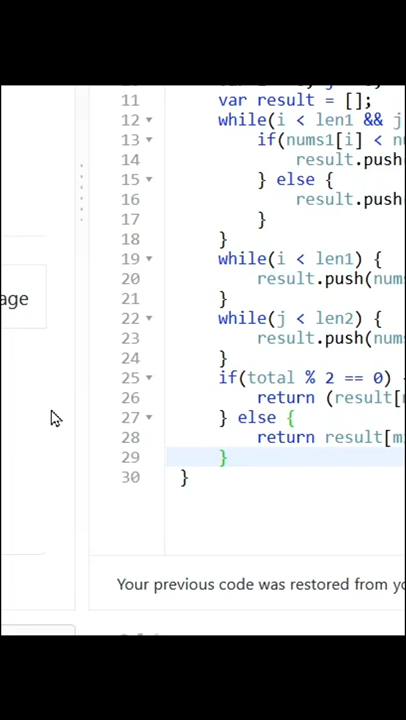 11 var result = [];
12 while(i < len1 && j
13 if(nums1[i] <
14 result.push(
15 } else {
16 result.push
17 }
18 }
19 while(i < len1) {
20 result.push(nums
21 }
22 while(j < len2) {
23 result.push(nums
24 }
25 if(total % 2 == 0) {
26 return (result[
27 } else {
28 return result[m
29 }
30 }
age
Your previous code was restored from yo